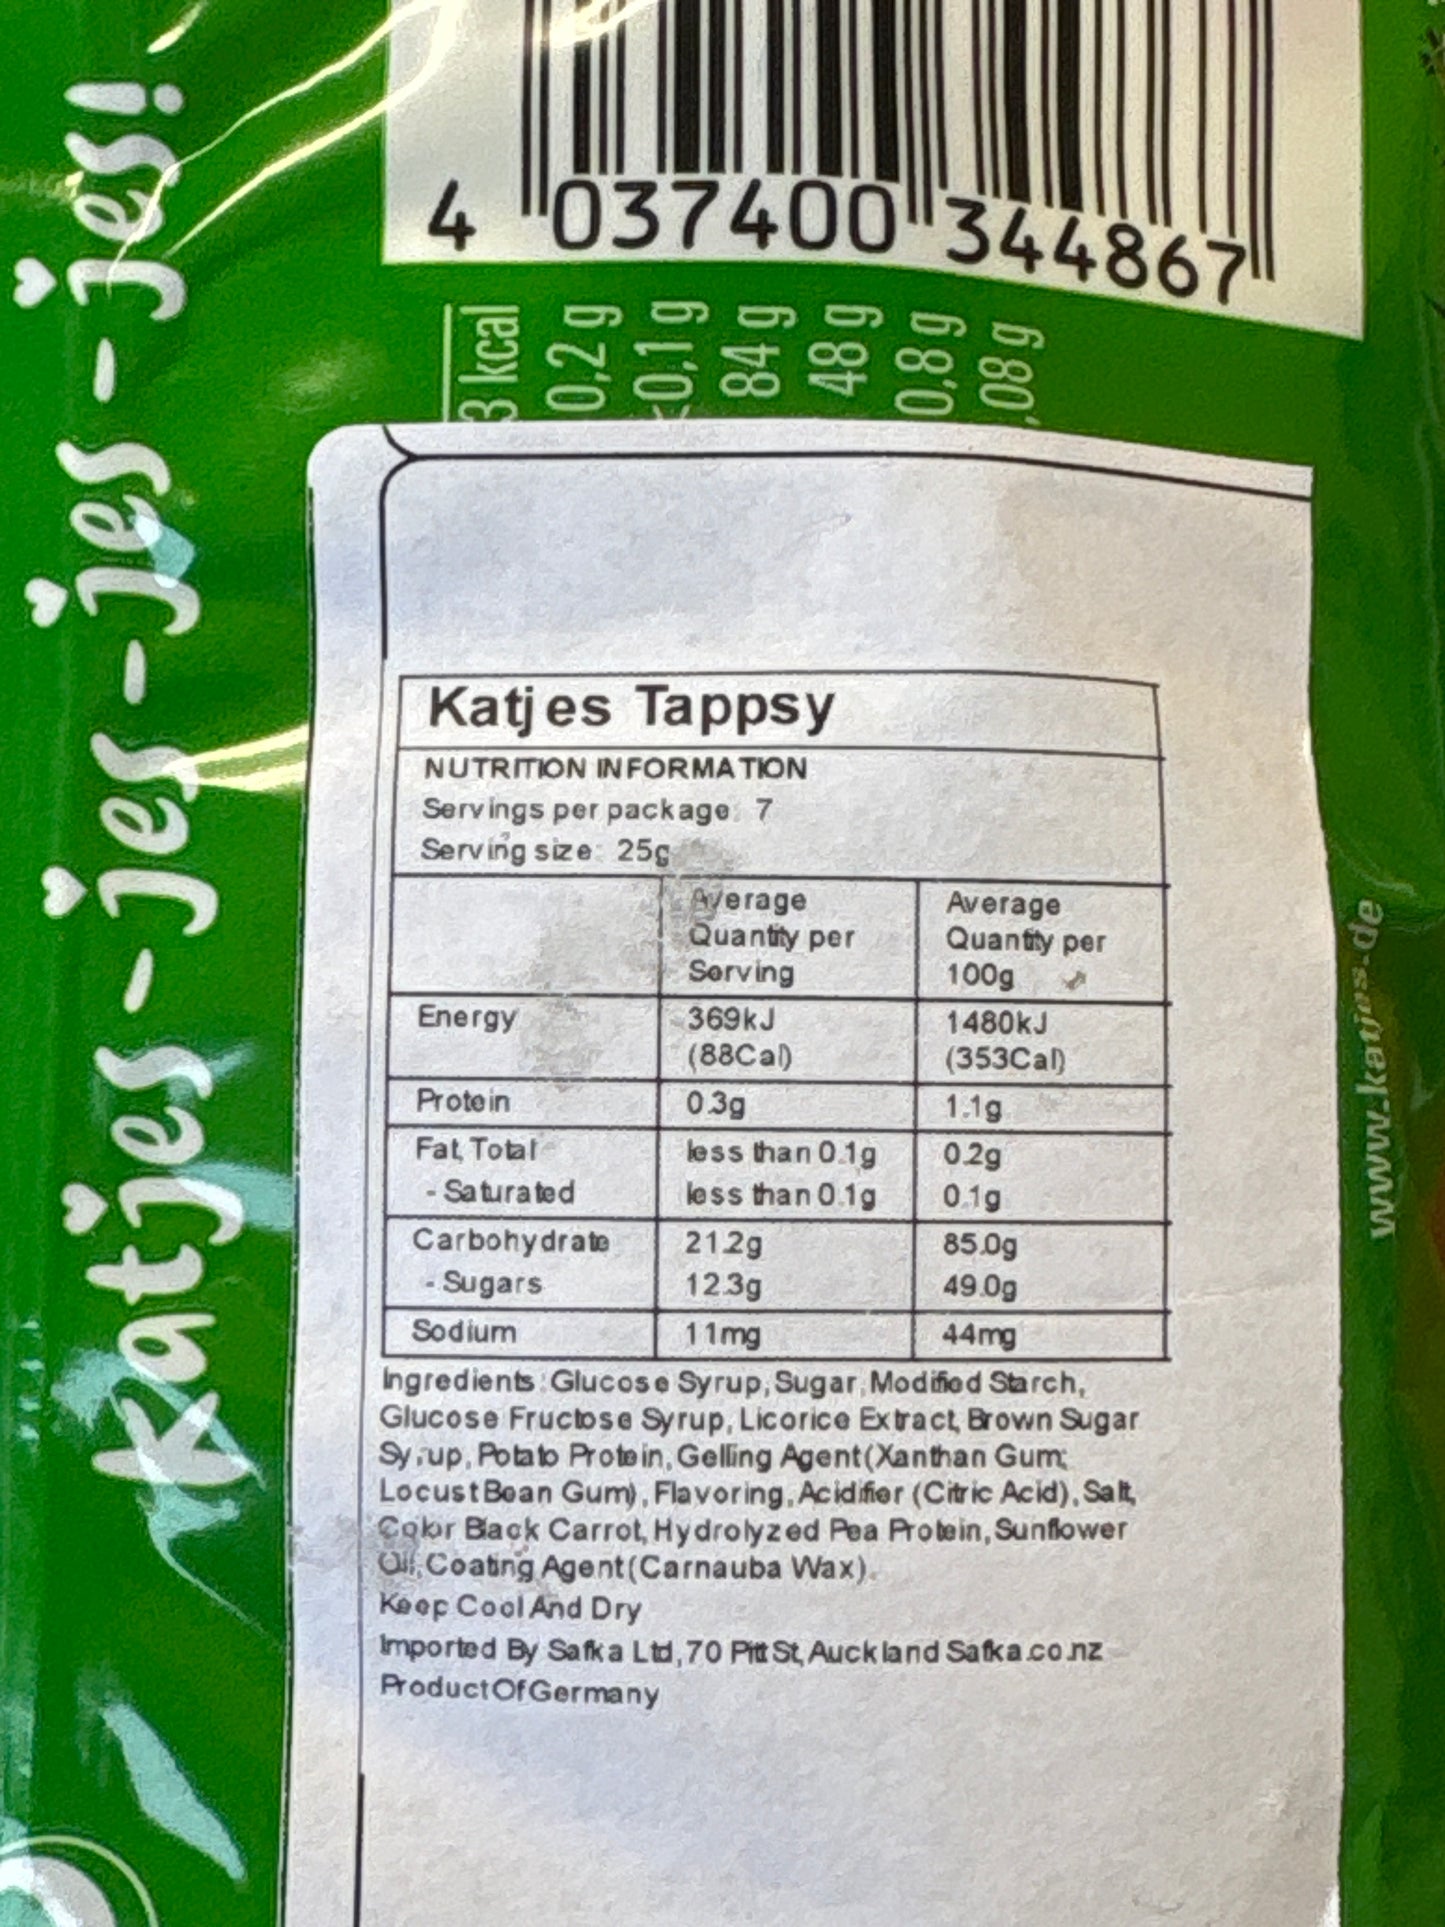 4 037400 344867
3 kcal
0,2 g
<0,1 g
84 g
48 g
0,8 g
,08 g
katjes-jes-jes-jes!
Katjes Tappsy
NUTRITION INFORMATION
Servings per package: 7
Serving size: 25g
Average Quantity per Serving Average Quantity per 100g
Energy 369kJ (88Cal) 1480kJ (353Cal)
Protein 0.3g 1.1g
Fat, Total less than 0.1g 0.2g
- Saturated less than 0.1g 0.1g
Carbohydrate 21.2g 85.0g
- Sugars 12.3g 49.0g
Sodium 11mg 44mg
Ingredients: Glucose Syrup, Sugar, Modified Starch,
Glucose Fructose Syrup, Licorice Extract, Brown Sugar
Syrup, Potato Protein, Gelling Agent (Xanthan Gum;
Locust Bean Gum), Flavoring, Acidifier (Citric Acid), Salt,
Color Black Carrot, Hydrolyzed Pea Protein, Sunflower
Oil, Coating Agent (Carnauba Wax).
Keep Cool And Dry
Imported By Safka Ltd, 70 Pitt St, Auckland Safka.co.nz
Product Of Germany
www.katjes.de